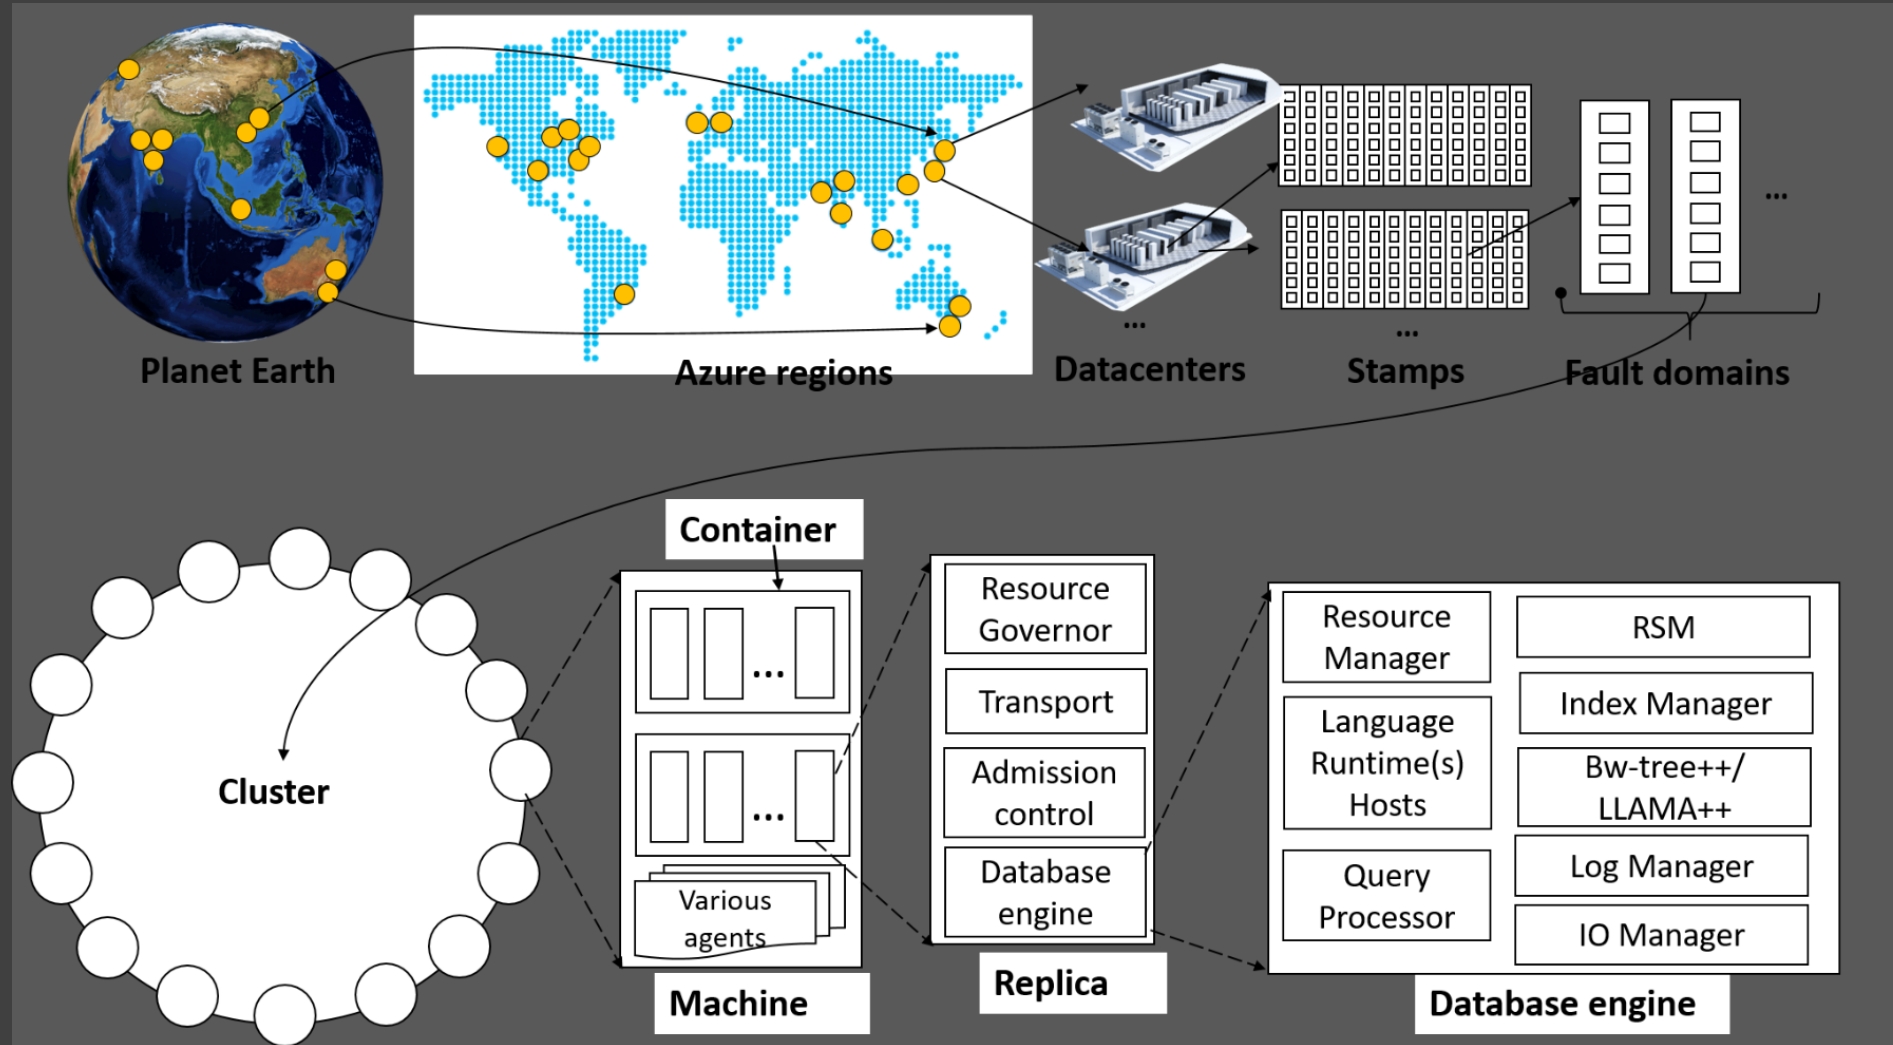 Planet Earth
Azure regions
Datacenters
...
Stamps
...
Fault domains
...
Cluster
Container
...
...
Various
agents
Machine
Resource
Governor
Transport
Admission
control
Database
engine
Replica
Resource
Manager
Language
Runtime(s)
Hosts
Query
Processor
RSM
Index Manager
Bw-tree++/
LLAMA++
Log Manager
IO Manager
Database engine